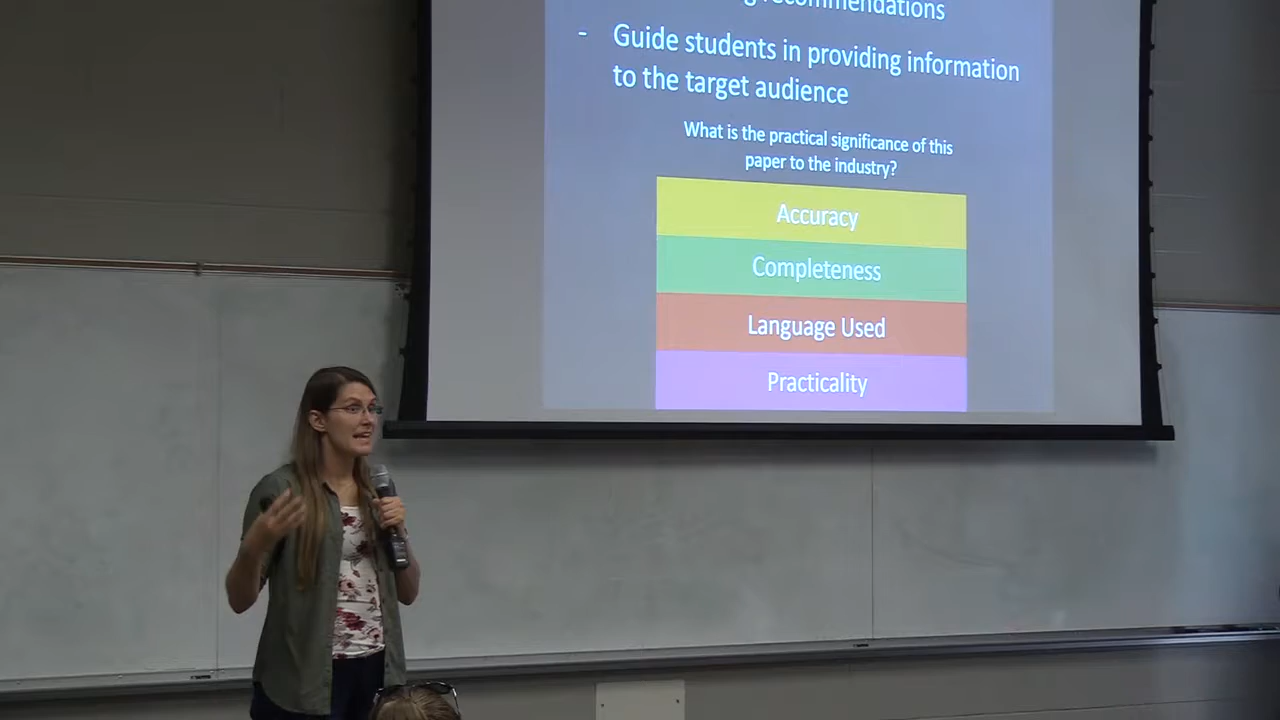 recommendations
- Guide students in providing information
to the target audience
What is the practical significance of this
paper to the industry?
Accuracy
Completeness
Language Used
Practicality